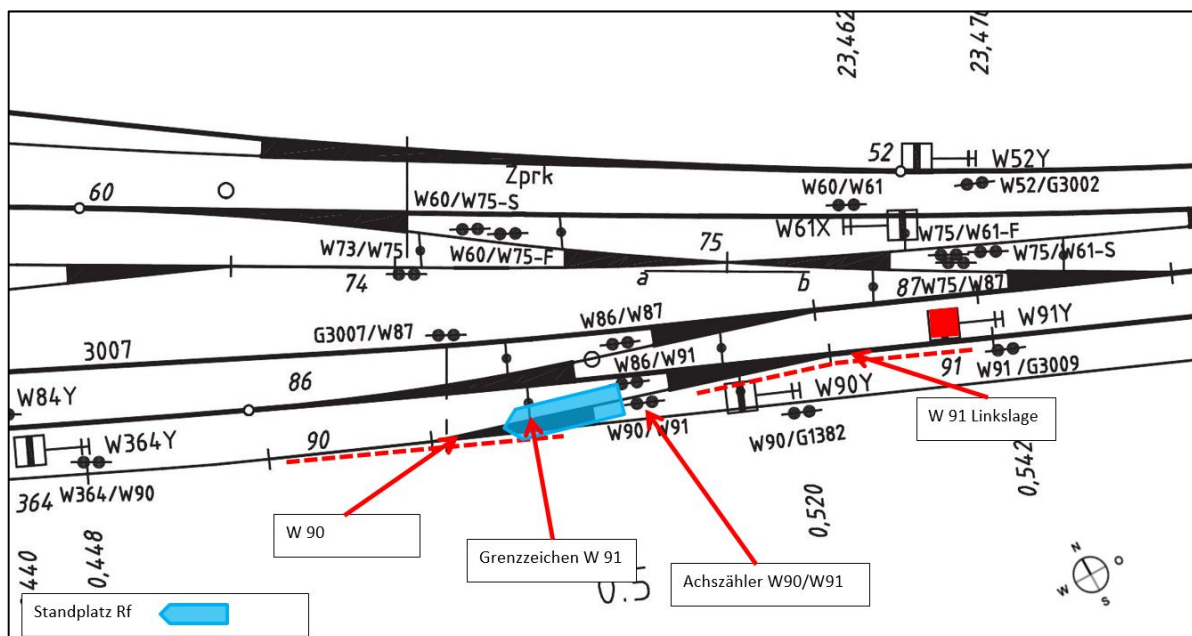 23,462
23,470
52
W52Y
Zprk
W60/W61
W52/G3002
60
W60/W75-S
W61X
W75/W61-F
W73/W75
W60/W75-F
75
W75/W61-S
74
a
b
87
W75/W87
G3007/W87
W86/W87
W91Y
3007
W86/W91
86
91
W91/G3009
W84Y
W90Y
W 91 Linkslage
W364Y
90
W90/W91
W90/G1382
364
W364/W90
0,542
0,520
W 90
Grenzzeichen W 91
Achszähler W90/W91
0,448
N
O
W
S
Standplatz Rf